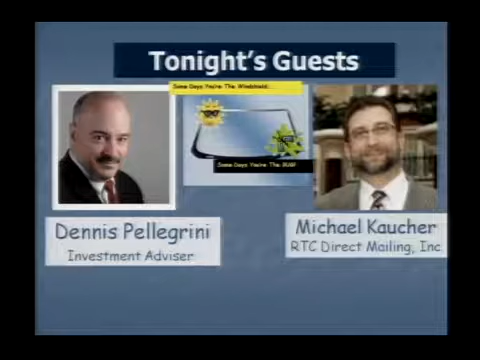 Tonight's Guests
Some Days You're The Windshield...
Some Days You're The BUG!
Dennis Pellegrini
Investment Adviser
Michael Kaucher
RTC Direct Mailing, Inc.